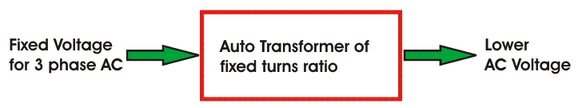 Fixed Voltage
for 3 phase AC
Auto Transformer of
fixed turns ratio
Lower
AC Voltage